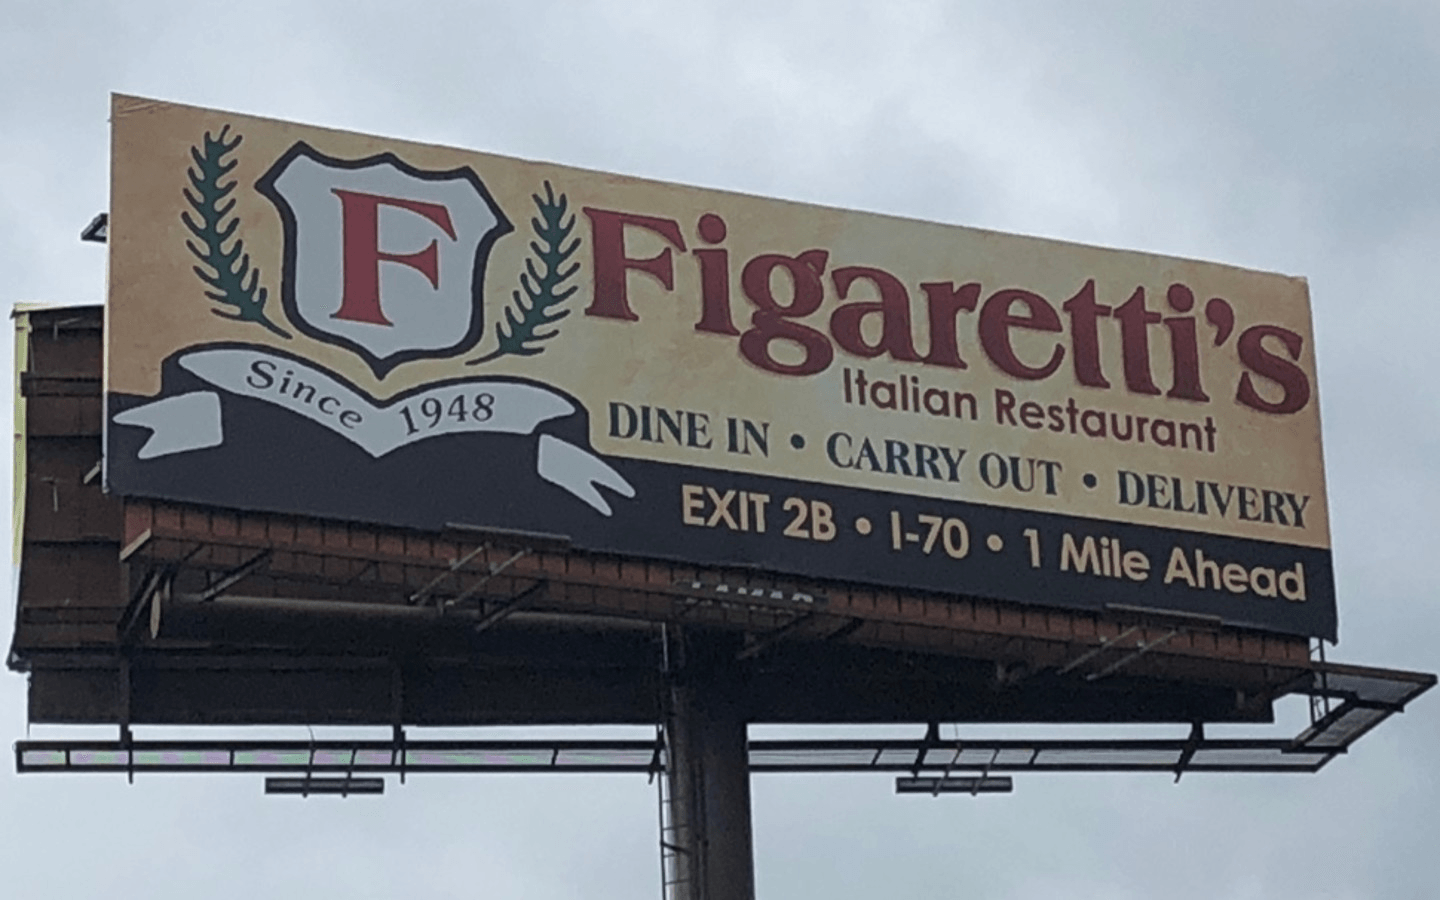 F
Since 1948
Figaretti's
Italian Restaurant
DINE IN • CARRY OUT • DELIVERY
EXIT 2B • I-70 • 1 Mile Ahead